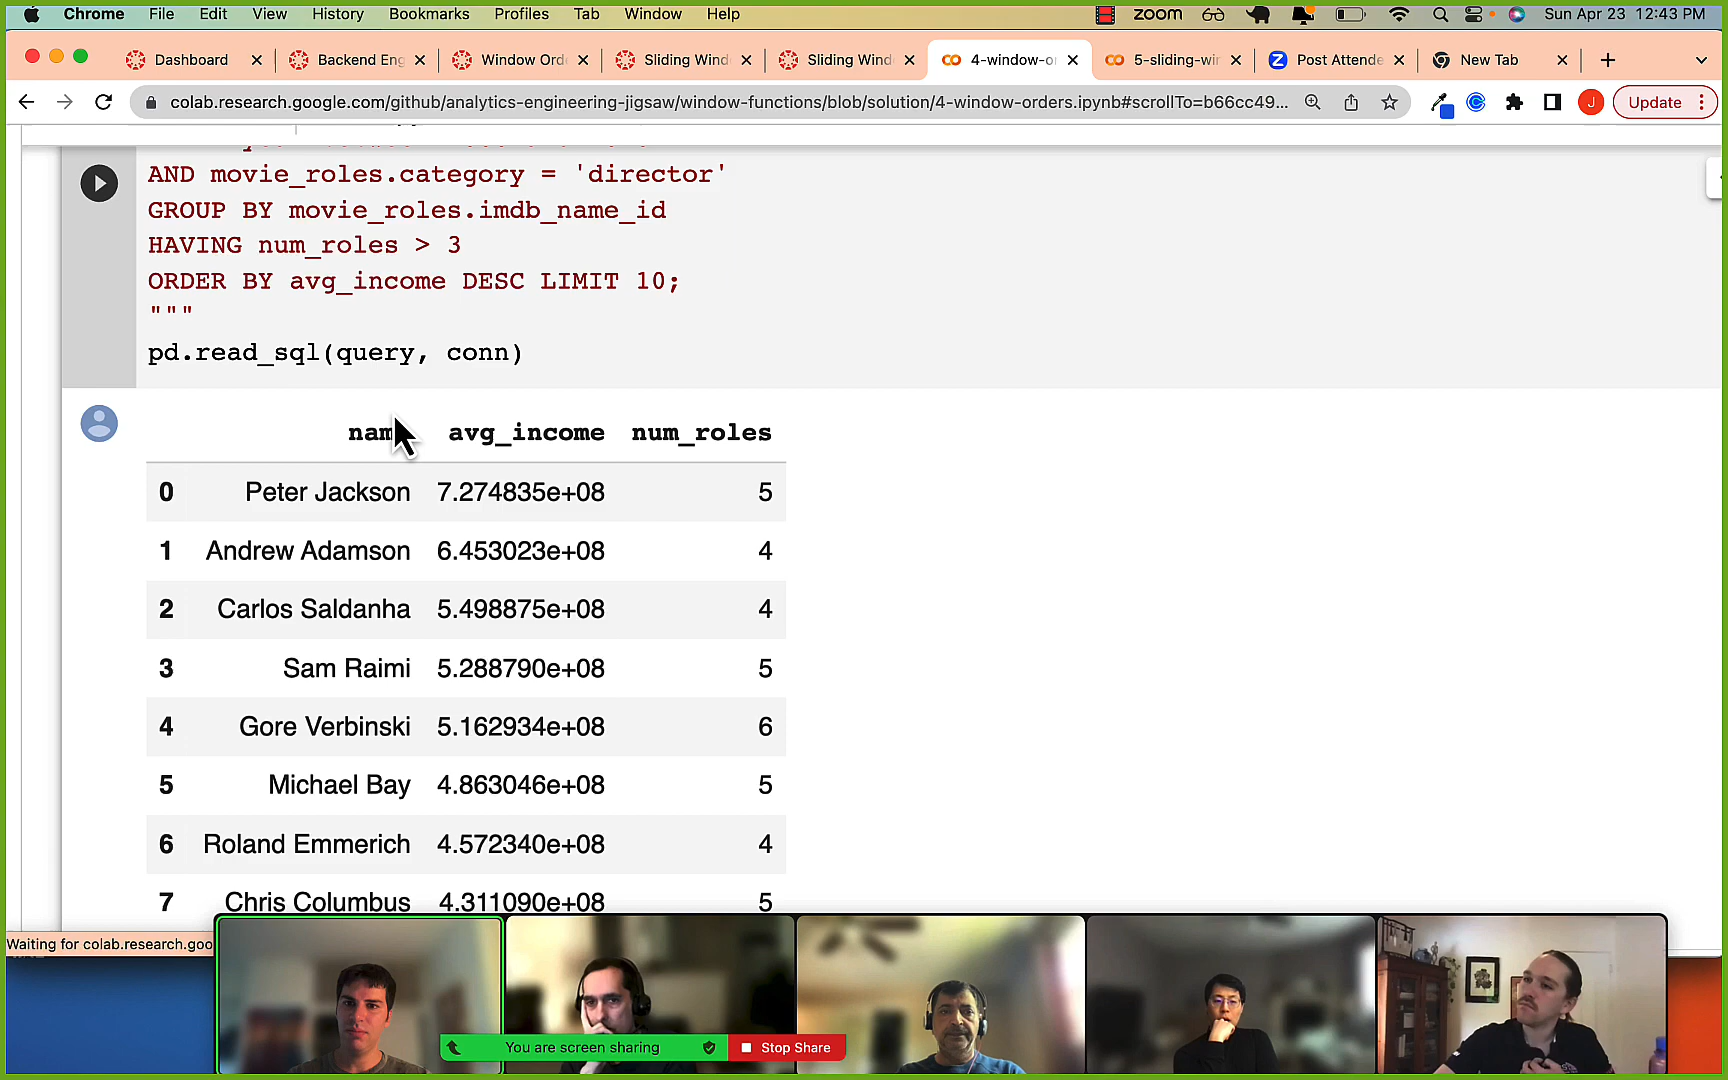 Chrome File Edit View History Bookmarks Profiles Tab Window Help zoom Sun Apr 23 12:43 PM
Dashboard Backend Eng Window Orde Sliding Wind Sliding Wind 4-window-or 5-sliding-win Post Attende New Tab
colab.research.google.com/github/analytics-engineering-jigsaw/window-functions/blob/solution/4-window-orders.ipynb#scrollTo=b66cc49... J Update
AND movie_roles.category = 'director'
GROUP BY movie_roles.imdb_name_id
HAVING num_roles > 3
ORDER BY avg_income DESC LIMIT 10;
"""
pd.read_sql(query, conn)
name avg_income num_roles
0 Peter Jackson 7.274835e+08 5
1 Andrew Adamson 6.453023e+08 4
2 Carlos Saldanha 5.498875e+08 4
3 Sam Raimi 5.288790e+08 5
4 Gore Verbinski 5.162934e+08 6
5 Michael Bay 4.863046e+08 5
6 Roland Emmerich 4.572340e+08 4
7 Chris Columbus 4.311090e+08 5
Waiting for colab.research.goo
You are screen sharing Stop Share